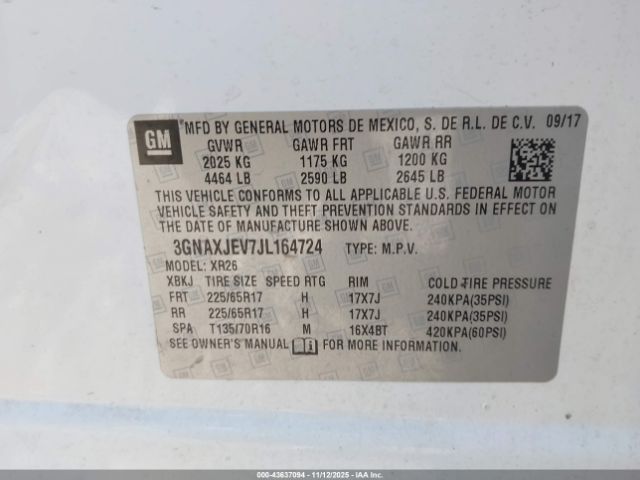 GM
MFD BY GENERAL MOTORS DE MEXICO, S. DE R.L. DE C.V. 09/17
GVWR GAWR FRT GAWR RR
2025 KG 1175 KG 1200 KG
4464 LB 2590 LB 2645 LB
THIS VEHICLE CONFORMS TO ALL APPLICABLE U.S. FEDERAL MOTOR
VEHICLE SAFETY AND THEFT PREVENTION STANDARDS IN EFFECT ON
THE DATE OF MANUFACTURE SHOWN ABOVE.
3GNAXJEV7JL164724 TYPE: M.P.V.
MODEL: XR26
XBKJ TIRE SIZE SPEED RTG RIM COLD TIRE PRESSURE
FRT 225/65R17 H 17X7J 240KPA(35PSI)
RR 225/65R17 H 17X7J 240KPA(35PSI)
SPA T135/70R16 M 16X4BT 420KPA(60PSI)
SEE OWNER'S MANUAL FOR MORE INFORMATION.
000-43637094 - 11/12/2025 - IAA Inc.